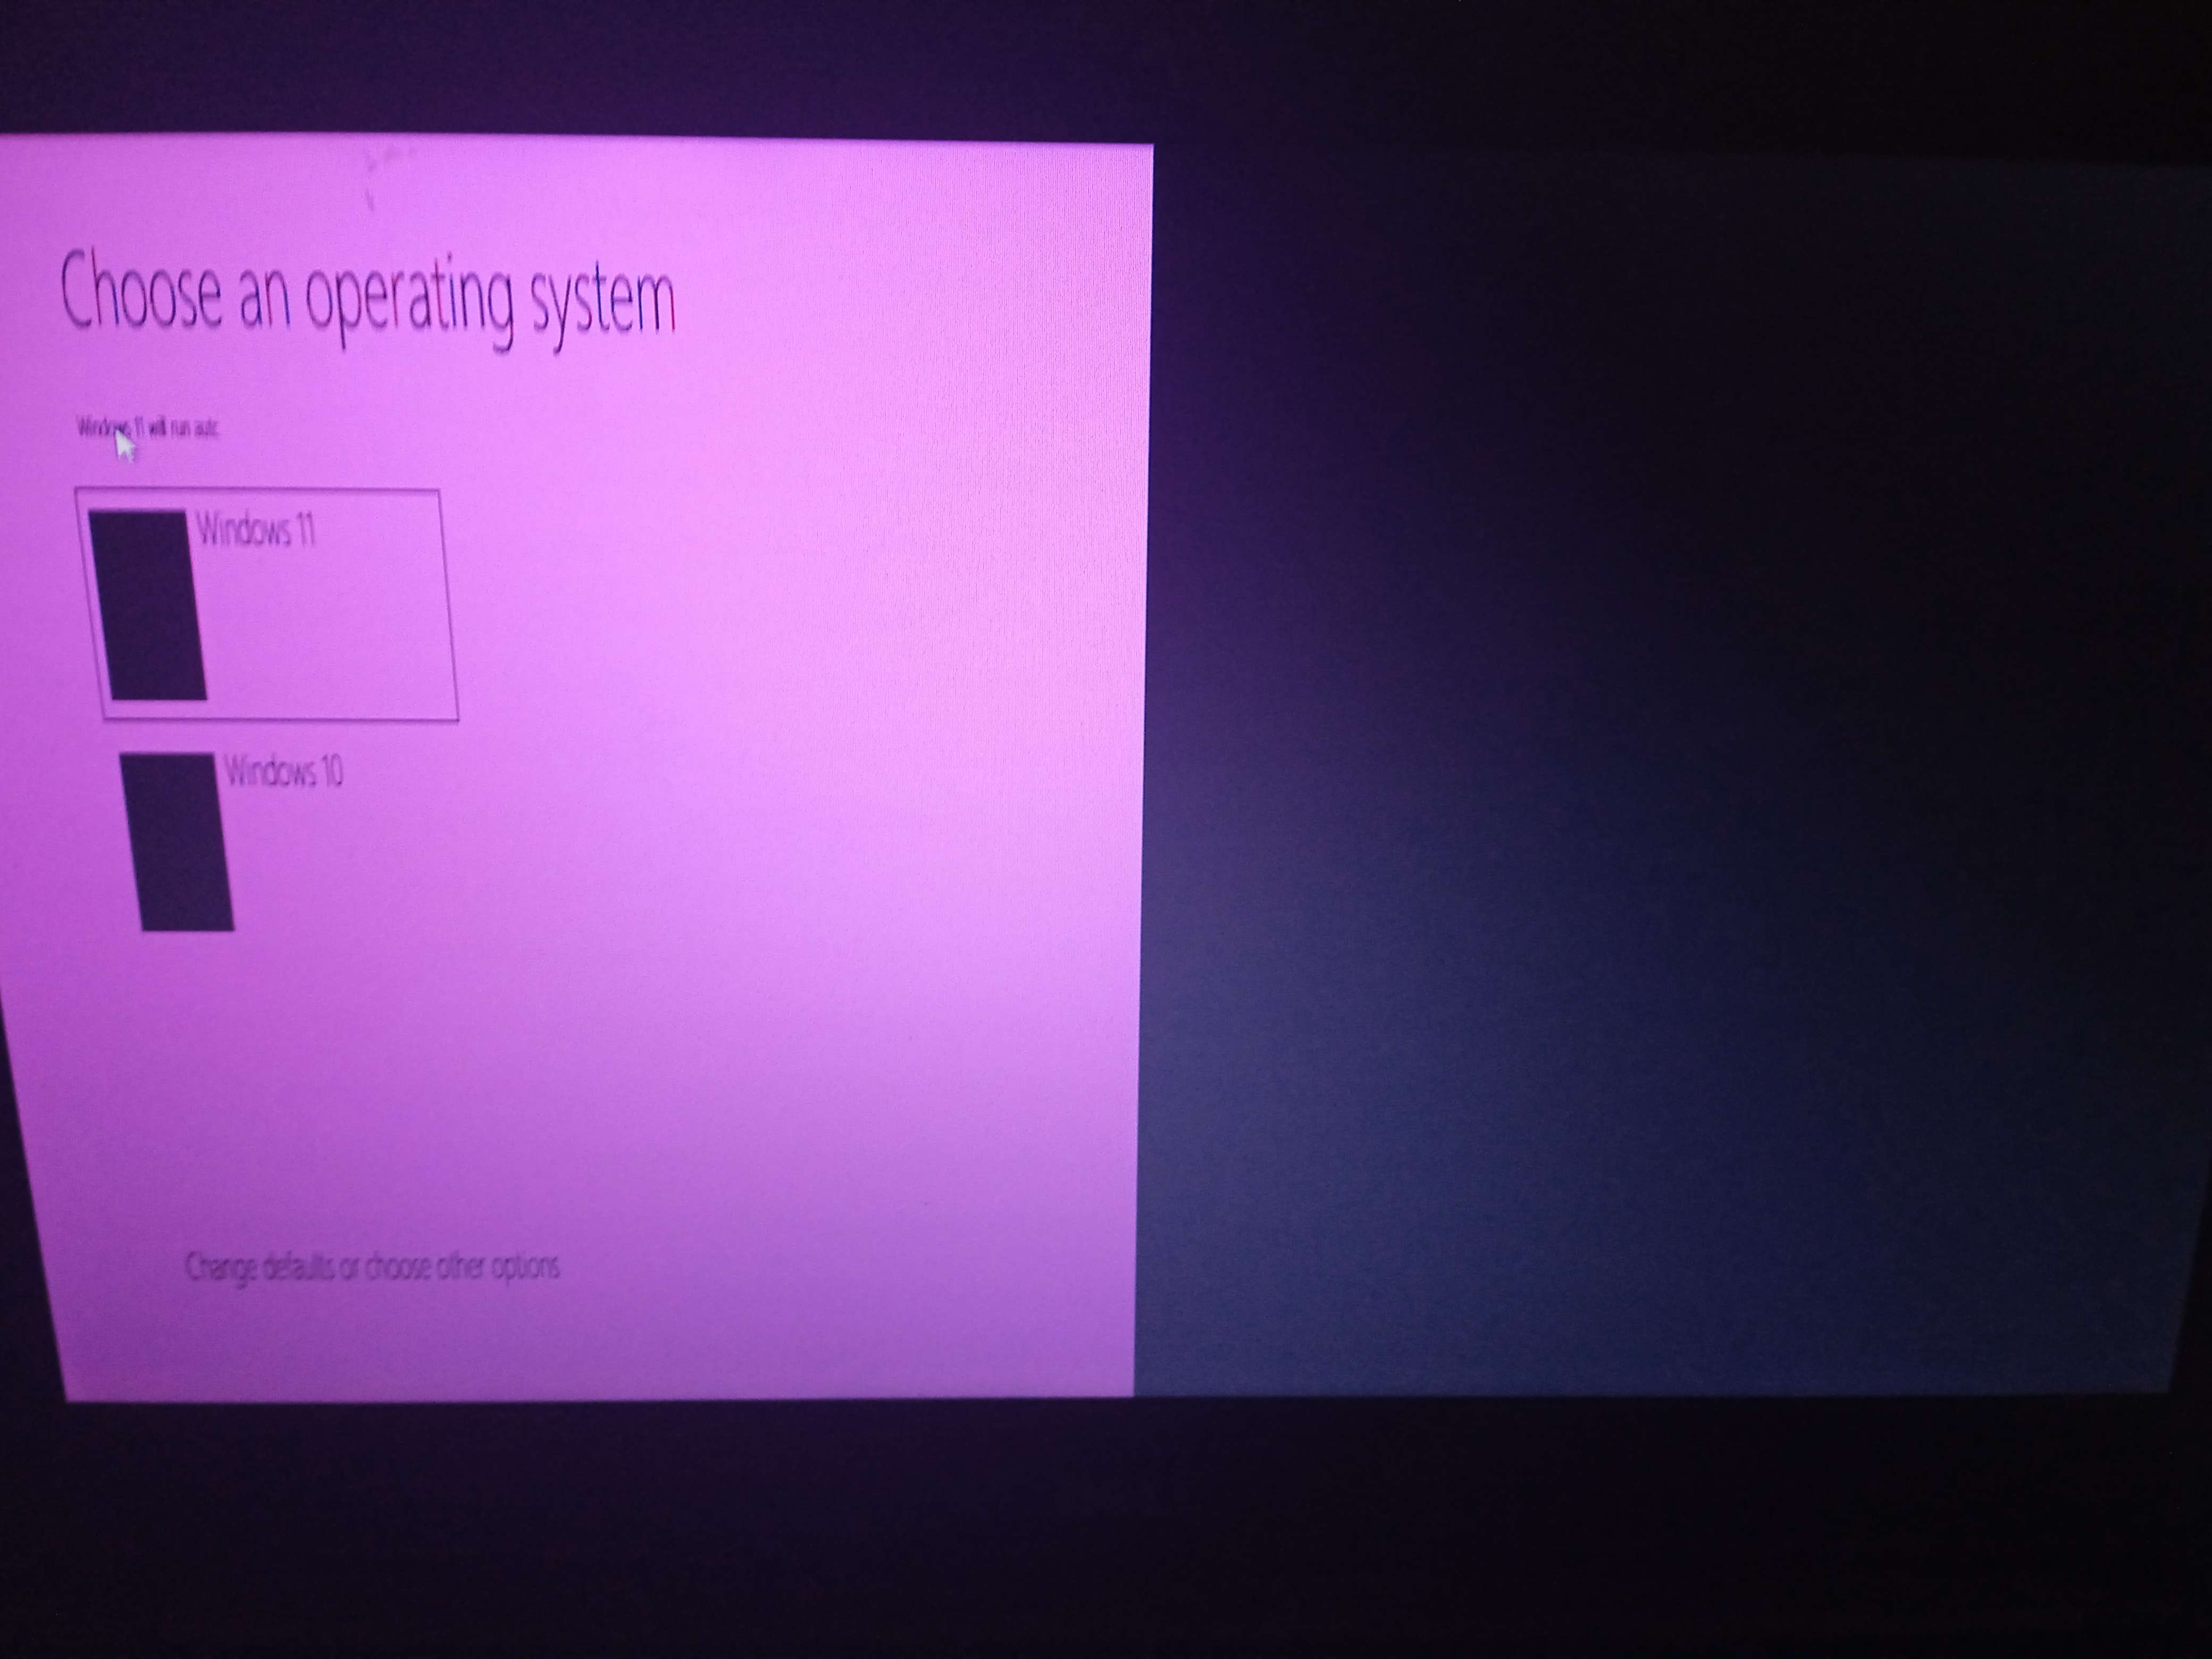 Choose an operating system
Windows 11 will run auto
Windows 11
Windows 10
Change defaults or choose other options